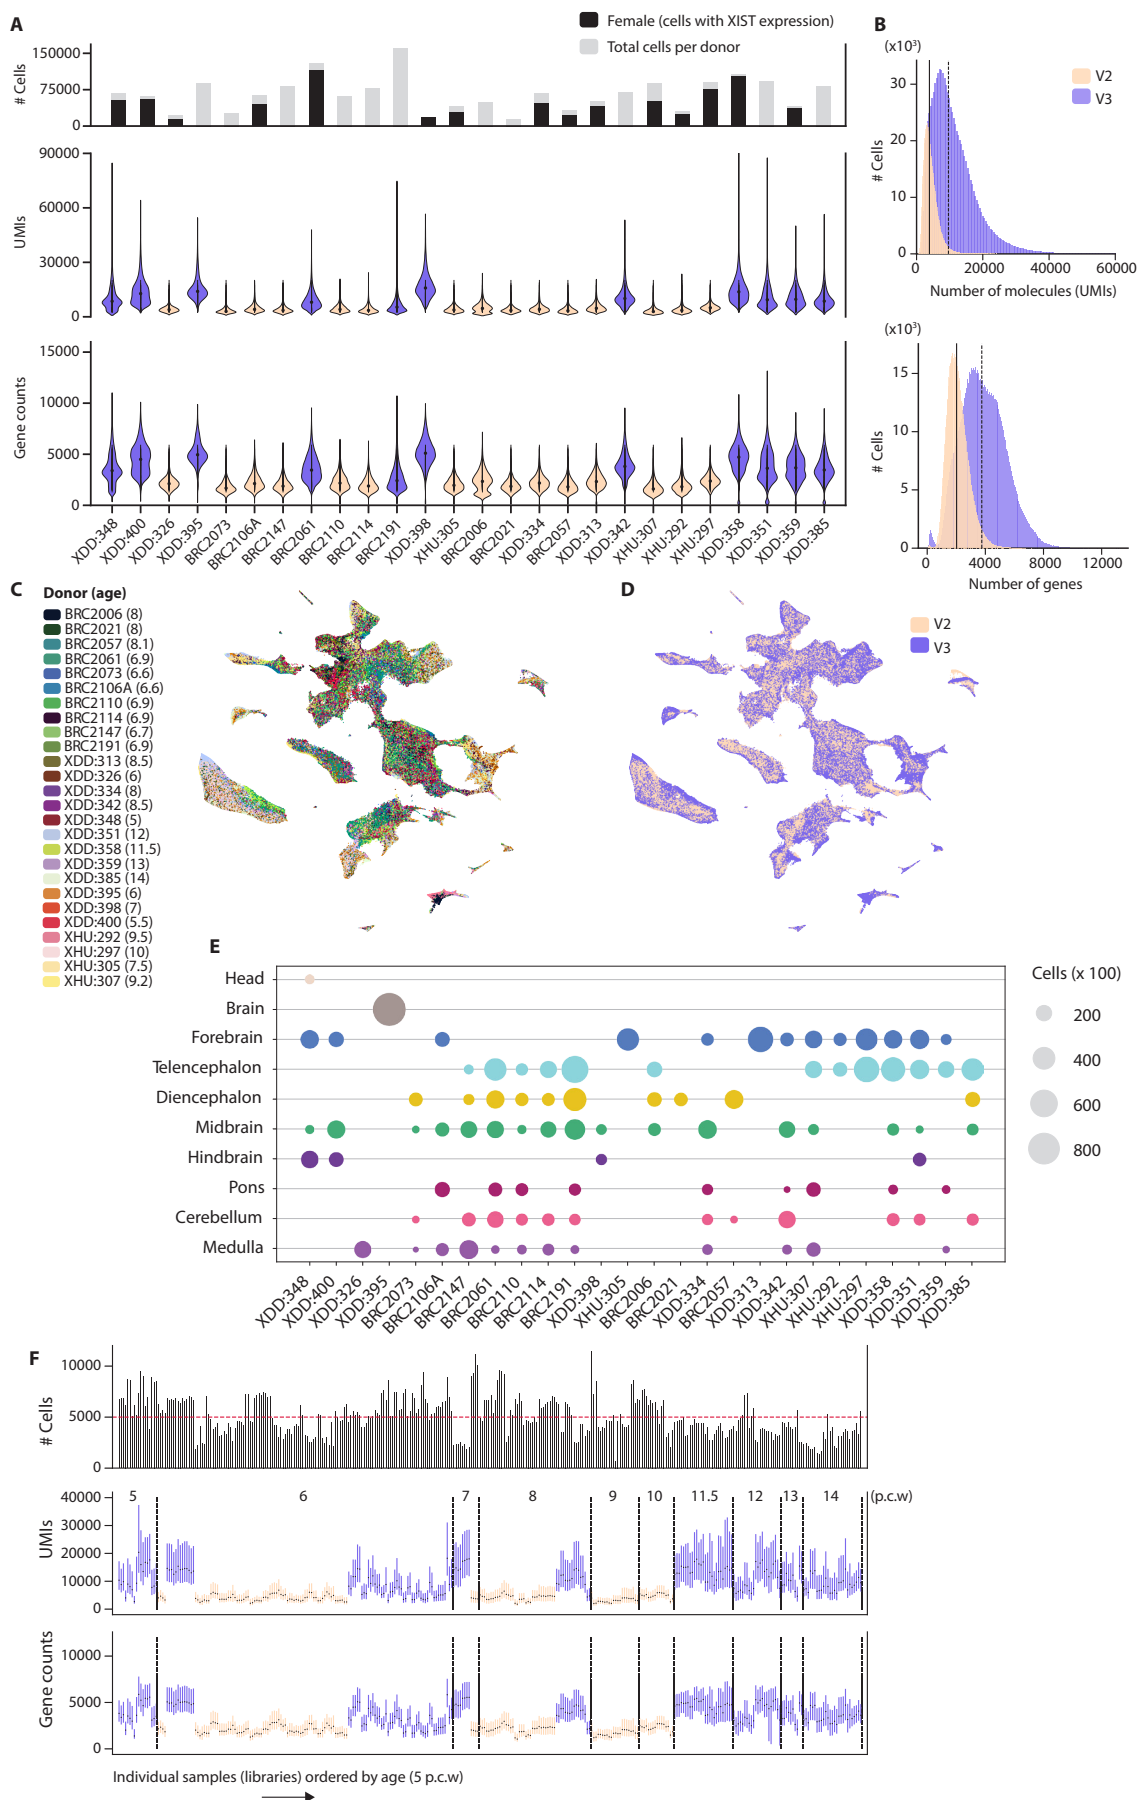 A
Female (cells with XIST expression)
Total cells per donor
150000
75000
0
# Cells
90000
60000
30000
0
UMIs
15000
10000
5000
0
Gene counts
XDD:348
XDD:400
XDD:326
XDD:395
BRC2073
BRC2106A
BRC2147
BRC2061
BRC2110
BRC2114
BRC2191
XDD:398
XHU:305
BRC2006
BRC2021
XDD:334
BRC2057
XDD:313
XDD:342
XHU:307
XHU:292
XHU:297
XDD:358
XDD:351
XDD:359
XDD:385
B
(x10³)
V2
V3
30
20
10
0
# Cells
0 20000 40000 60000
Number of molecules (UMIs)
(x10³)
15
10
5
0
# Cells
0 4000 8000 12000
Number of genes
C
Donor (age)
BRC2006 (8)
BRC2021 (8)
BRC2057 (8.1)
BRC2061 (6.9)
BRC2073 (6.6)
BRC2106A (6.6)
BRC2110 (6.9)
BRC2114 (6.9)
BRC2147 (6.7)
BRC2191 (6.9)
XDD:313 (8.5)
XDD:326 (6)
XDD:334 (8)
XDD:342 (8.5)
XDD:348 (5)
XDD:351 (12)
XDD:358 (11.5)
XDD:359 (13)
XDD:385 (14)
XDD:395 (6)
XDD:398 (7)
XDD:400 (5.5)
XHU:292 (9.5)
XHU:297 (10)
XHU:305 (7.5)
XHU:307 (9.2)
D
V2
V3
E
Head
Brain
Forebrain
Telencephalon
Diencephalon
Midbrain
Hindbrain
Pons
Cerebellum
Medulla
Cells (x 100)
200
400
600
800
XDD:348
XDD:400
XDD:326
XDD:395
BRC2073
BRC2106A
BRC2147
BRC2061
BRC2110
BRC2114
BRC2191
XDD:398
XHU:305
BRC2006
BRC2021
XDD:334
BRC2057
XDD:313
XDD:342
XHU:307
XHU:292
XHU:297
XDD:358
XDD:351
XDD:359
XDD:385
F
10000
5000
0
# Cells
5 6 7 8 9 10 11.5 12 13 14 (p.c.w)
40000
30000
20000
10000
0
UMIs
10000
5000
0
Gene counts
Individual samples (libraries) ordered by age (5 p.c.w)